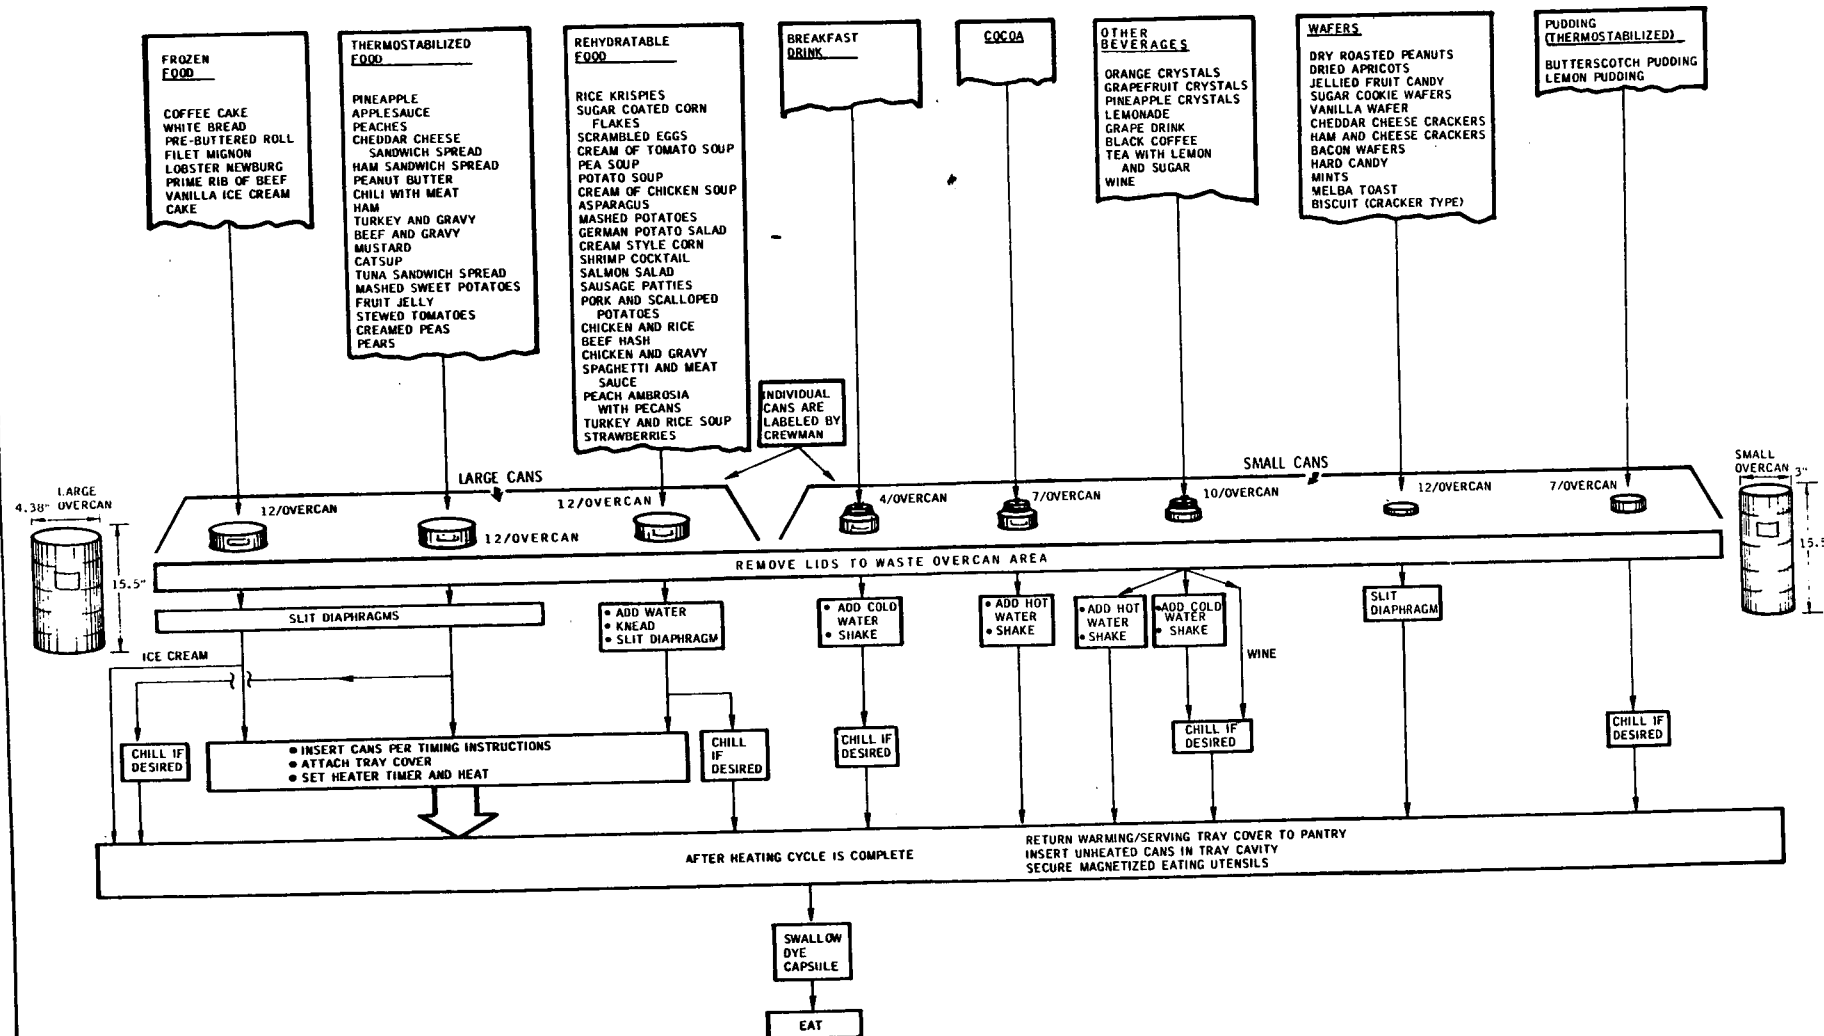 FROZEN
FOOD
COFFEE CAKE
WHITE BREAD
PRE-BUTTERED ROLL
FILET MIGNON
LOBSTER NEWBURG
PRIME RIB OF BEEF
VANILLA ICE CREAM
CAKE
THERMOSTABILIZED
FOOD
PINEAPPLE
APPLESAUCE
PEACHES
CHEDDAR CHEESE
SANDWICH SPREAD
HAM SANDWICH SPREAD
PEANUT BUTTER
CHILI WITH MEAT
HAM
TURKEY AND GRAVY
BEEF AND GRAVY
MUSTARD
CATSUP
TUNA SANDWICH SPREAD
MASHED SWEET POTATOES
FRUIT JELLY
STEWED TOMATOES
CREAMED PEAS
PEARS
REHYDRATABLE
FOOD
RICE KRISPIES
SUGAR COATED CORN
FLAKES
SCRAMBLED EGGS
CREAM OF TOMATO SOUP
PEA SOUP
POTATO SOUP
CREAM OF CHICKEN SOUP
ASPARAGUS
MASHED POTATOES
GERMAN POTATO SALAD
CREAM STYLE CORN
SHRIMP COCKTAIL
SALMON SALAD
SAUSAGE PATTIES
PORK AND SCALLOPED
POTATOES
CHICKEN AND RICE
BEEF HASH
CHICKEN AND GRAVY
SPAGHETTI AND MEAT
SAUCE
PEACH AMBROSIA
WITH PECANS
TURKEY AND RICE SOUP
STRAWBERRIES
BREAKFAST
DRINK
COCOA
OTHER
BEVERAGES
ORANGE CRYSTALS
GRAPEFRUIT CRYSTALS
PINEAPPLE CRYSTALS
LEMONADE
GRAPE DRINK
BLACK COFFEE
TEA WITH LEMON
AND SUGAR
WINE
WAFERS
DRY ROASTED PEANUTS
DRIED APRICOTS
JELLIED FRUIT CANDY
SUGAR COOKIE WAFERS
VANILLA WAFER
CHEDDAR CHEESE CRACKERS
HAM AND CHEESE CRACKERS
BACON WAFERS
HARD CANDY
MINTS
MELBA TOAST
BISCUIT (CRACKER TYPE)
PUDDING
(THERMOSTABILIZED)
BUTTERSCOTCH PUDDING
LEMON PUDDING
INDIVIDUAL
CANS ARE
LABELED BY
CREWMAN
LARGE CANS
SMALL CANS
LARGE
OVERCAN
4.38"
15.5"
12/OVERCAN
12/OVERCAN
12/OVERCAN
4/OVERCAN
7/OVERCAN
10/OVERCAN
12/OVERCAN
7/OVERCAN
SMALL
OVERCAN
3"
15.5
REMOVE LIDS TO WASTE OVERCAN AREA
SLIT DIAPHRAGMS
• ADD WATER
• KNEAD
• SLIT DIAPHRAGM
• ADD COLD
WATER
• SHAKE
• ADD HOT
WATER
• SHAKE
• ADD HOT
WATER
• SHAKE
• ADD COLD
WATER
• SHAKE
SLIT
DIAPHRAGM
ICE CREAM
WINE
CHILL IF
DESIRED
• INSERT CANS PER TIMING INSTRUCTIONS
• ATTACH TRAY COVER
• SET HEATER TIMER AND HEAT
CHILL
IF
DESIRED
CHILL IF
DESIRED
CHILL IF
DESIRED
CHILL IF
DESIRED
AFTER HEATING CYCLE IS COMPLETE
RETURN WARMING/SERVING TRAY COVER TO PANTRY
INSERT UNHEATED CANS IN TRAY CAVITY
SECURE MAGNETIZED EATING UTENSILS
SWALLOW
DYE
CAPSULE
EAT